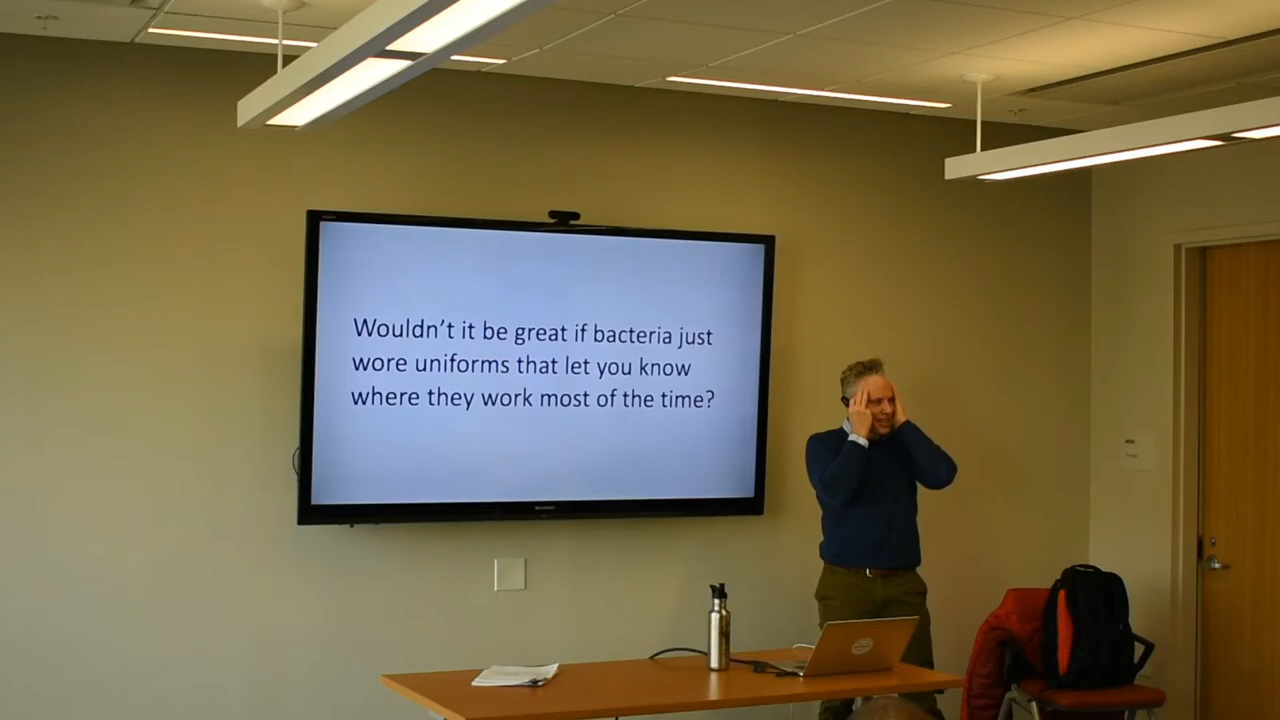 Wouldn't it be great if bacteria just
wore uniforms that let you know
where they work most of the time?
SHARP